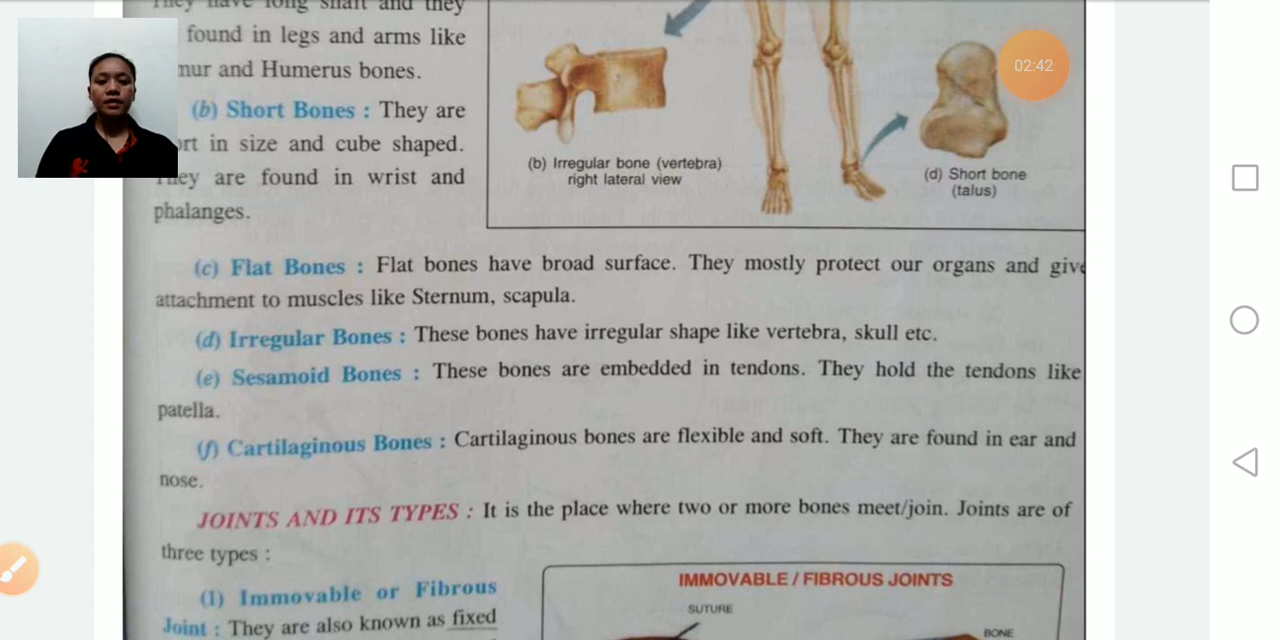 found in legs and arms like
and Humerus bones.
(b) Short Bones : They are
in size and cube shaped.
They are found in wrist and
phalanges.
(b) Irregular bone (vertebra)
right lateral view
02:42
(d) Short bone
(talus)
(c) Flat Bones : Flat bones have broad surface. They mostly protect our organs and give
attachment to muscles like Sternum, scapula.
(d) Irregular Bones : These bones have irregular shape like vertebra, skull etc.
(e) Sesamoid Bones : These bones are embedded in tendons. They hold the tendons like
patella.
(f) Cartilaginous Bones : Cartilaginous bones are flexible and soft. They are found in ear and
nose.
JOINTS AND ITS TYPES : It is the place where two or more bones meet/join. Joints are of
three types :
(1) Immovable or Fibrous
Joint : They are also known as fixed
IMMOVABLE / FIBROUS JOINTS
SUTURE
BONE